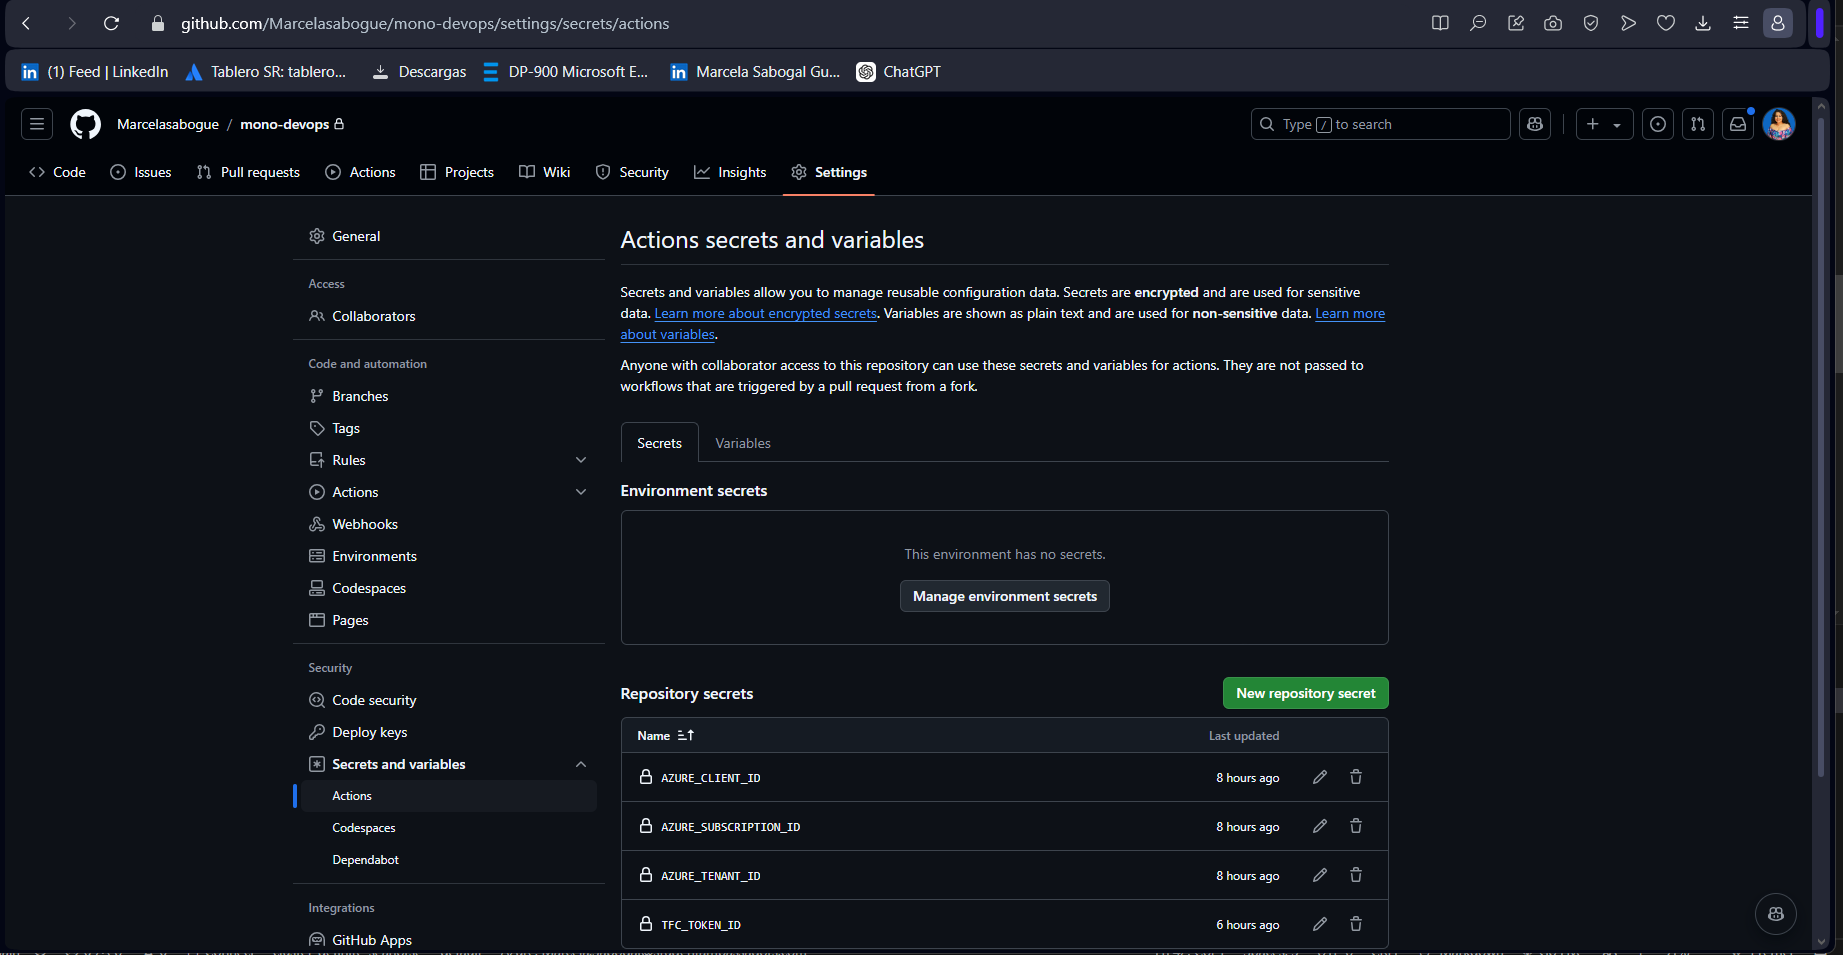 github.com/Marcelasabogue/mono-devops/settings/secrets/actions
(1) Feed | LinkedIn
Tablero SR: tablero...
Descargas
DP-900 Microsoft E...
Marcela Sabogal Gu...
ChatGPT
Marcelasabogue / mono-devops
Type / to search
Code
Issues
Pull requests
Actions
Projects
Wiki
Security
Insights
Settings
General
Access
Collaborators
Code and automation
Branches
Tags
Rules
Actions
Webhooks
Environments
Codespaces
Pages
Security
Code security
Deploy keys
Secrets and variables
Actions
Codespaces
Dependabot
Integrations
GitHub Apps
Actions secrets and variables
Secrets and variables allow you to manage reusable configuration data. Secrets are encrypted and are used for sensitive
data. Learn more about encrypted secrets. Variables are shown as plain text and are used for non-sensitive data. Learn more
about variables.
Anyone with collaborator access to this repository can use these secrets and variables for actions. They are not passed to
workflows that are triggered by a pull request from a fork.
Secrets
Variables
Environment secrets
This environment has no secrets.
Manage environment secrets
Repository secrets
New repository secret
Name
Last updated
AZURE_CLIENT_ID
8 hours ago
AZURE_SUBSCRIPTION_ID
8 hours ago
AZURE_TENANT_ID
8 hours ago
TFC_TOKEN_ID
6 hours ago